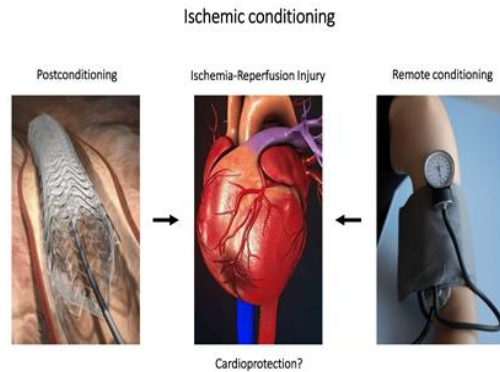 Ischemic conditioning
Postconditioning
Ischemia-Reperfusion Injury
Remote conditioning
Cardioprotection?